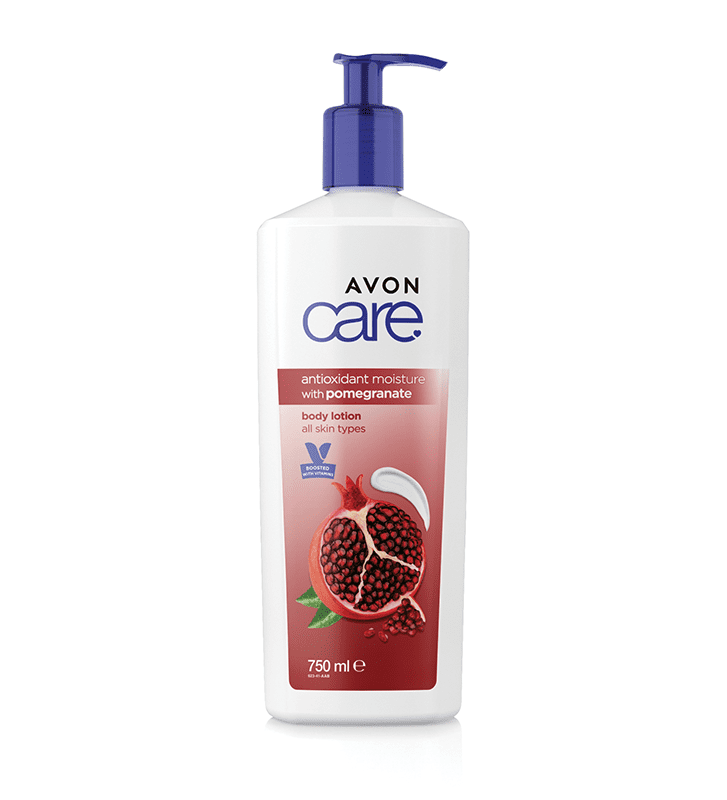 AVON
care
antioxidant moisture
with pomegranate
body lotion
all skin types
BOOSTED
WITH VITAMINS
750 ml ℮